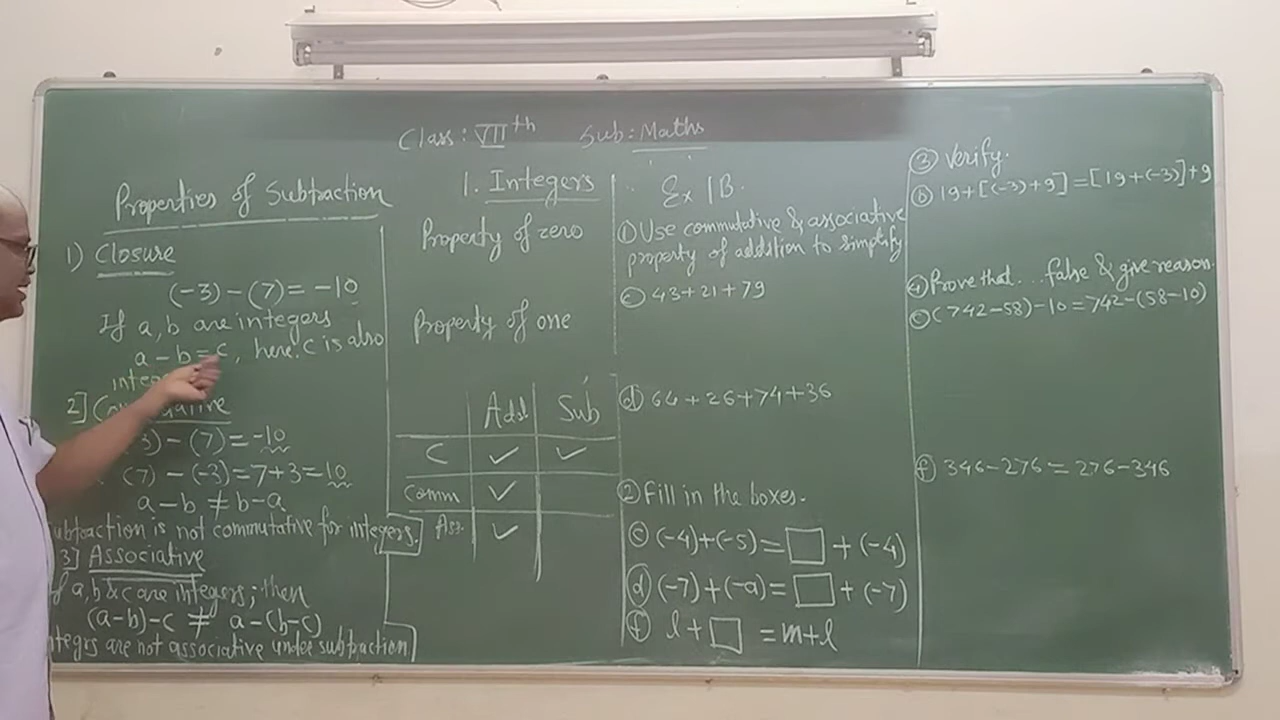 Class: VIIth Sub: Maths
Properties of Subtraction
1) Closure
(-3) - (7) = -10
If a, b are integers
a - b = c, here. c is also
2]
3) - (7) = -10
(7) - (-3) = 7+3 = 10
a - b ≠ b - a
ubtraction is not commutative for integers.
3] Associative
f a, b & c are integers; then
(a-b)-c ≠ a-(b-c)
ntegrs are not associative under subtraction
1. Integers
Property of zero
Property of one
Add Sub
C ✓ ✓
Comm ✓
Ass. ✓
Ex 1B.
① Use commutative & associative
property of addition to simplify
ⓒ 43+21+79
ⓓ 64+26+74+36
② Fill in the boxes.
ⓒ (-4)+(-5) = □ + (-4)
ⓓ (-7)+(-a) = □ + (-7)
ⓕ l + □ = m+l
③ Verify.
ⓑ 19+[(-3)+9] = [19+(-3)]+9
④ Prove that... false & give reason.
ⓒ (742-58)-10 = 742-(58-10)
ⓕ 346-276 = 276-346